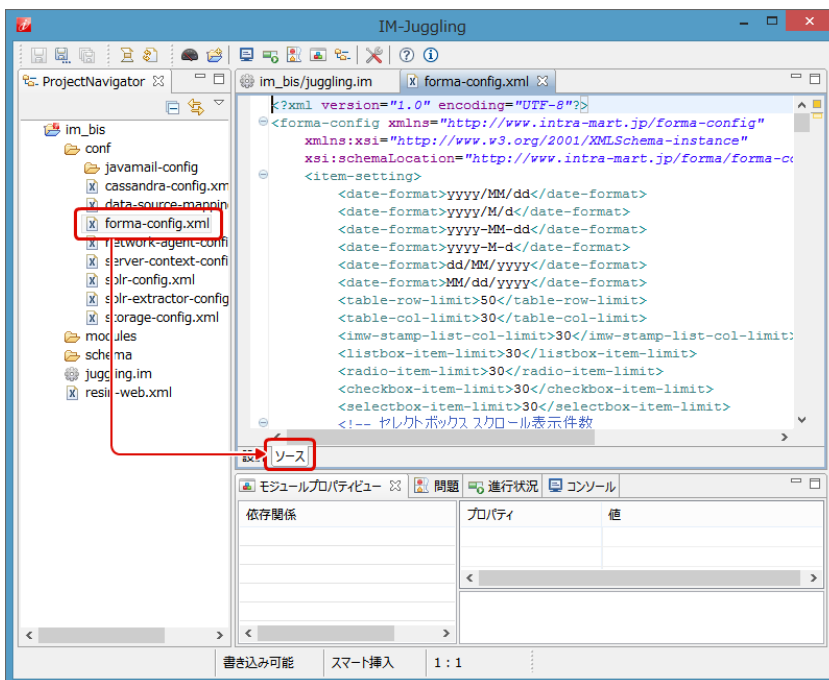 IM-Juggling
ProjectNavigator
im_bis
conf
javamail-config
cassandra-config.xm
data-source-mappin
forma-config.xml
network-agent-confi
server-context-confi
solr-config.xml
solr-extractor-config
storage-config.xml
modules
schema
juggling.im
resin-web.xml
im_bis/juggling.im
forma-config.xml
<?xml version="1.0" encoding="UTF-8"?>
<forma-config xmlns="http://www.intra-mart.jp/forma-config"
xmlns:xsi="http://www.w3.org/2001/XMLSchema-instance"
xsi:schemaLocation="http://www.intra-mart.jp/forma/forma-co
<item-setting>
<date-format>yyyy/MM/dd</date-format>
<date-format>yyyy/M/d</date-format>
<date-format>yyyy-MM-dd</date-format>
<date-format>yyyy-M-d</date-format>
<date-format>dd/MM/yyyy</date-format>
<date-format>MM/dd/yyyy</date-format>
<table-row-limit>50</table-row-limit>
<table-col-limit>30</table-col-limit>
<imw-stamp-list-col-limit>30</imw-stamp-list-col-limit>
<listbox-item-limit>30</listbox-item-limit>
<radio-item-limit>30</radio-item-limit>
<checkbox-item-limit>30</checkbox-item-limit>
<selectbox-item-limit>30</selectbox-item-limit>
<!-- セレクトボックス スクロール表示件数
ソース
モジュールプロパティビュー 問題 進行状況 コンソール
依存関係
プロパティ 値
書き込み可能 スマート挿入 1 : 1